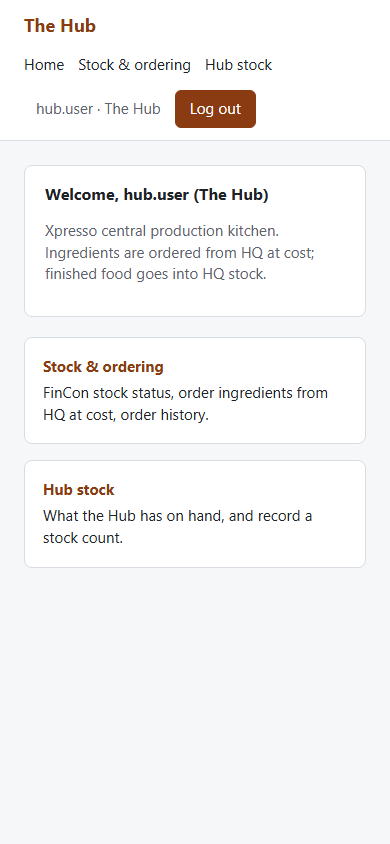 The Hub
Home Stock & ordering Hub stock
hub.user · The Hub Log out
Welcome, hub.user (The Hub)
Xpresso central production kitchen.
Ingredients are ordered from HQ at cost;
finished food goes into HQ stock.
Stock & ordering
FinCon stock status, order ingredients from
HQ at cost, order history.
Hub stock
What the Hub has on hand, and record a
stock count.